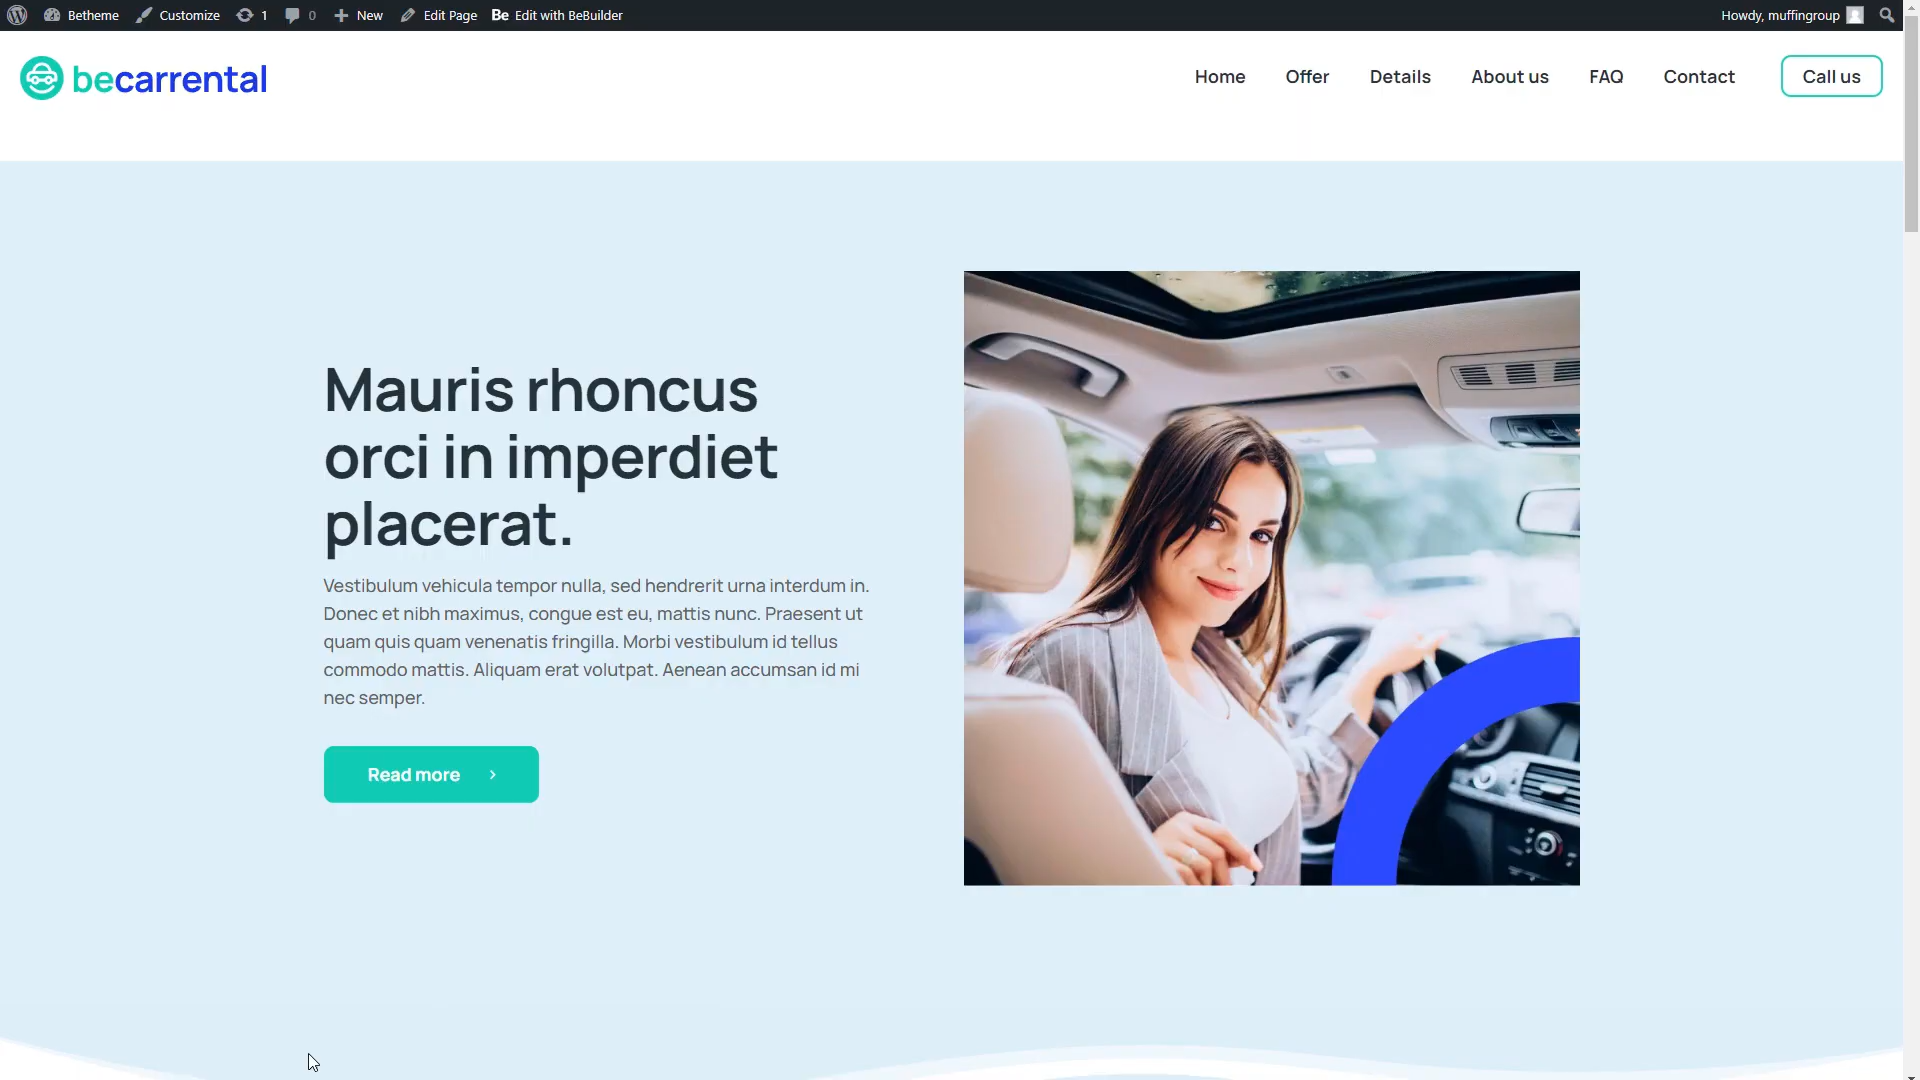 Betheme Customize 1 0 New Edit Page Be Edit with BeBuilder Howdy, muffingroup
becarrental Home Offer Details About us FAQ Contact Call us
Mauris rhoncus
orci in imperdiet
placerat.
Vestibulum vehicula tempor nulla, sed hendrerit urna interdum in.
Donec et nibh maximus, congue est eu, mattis nunc. Praesent ut
quam quis quam venenatis fringilla. Morbi vestibulum id tellus
commodo mattis. Aliquam erat volutpat. Aenean accumsan id mi
nec semper.
Read more